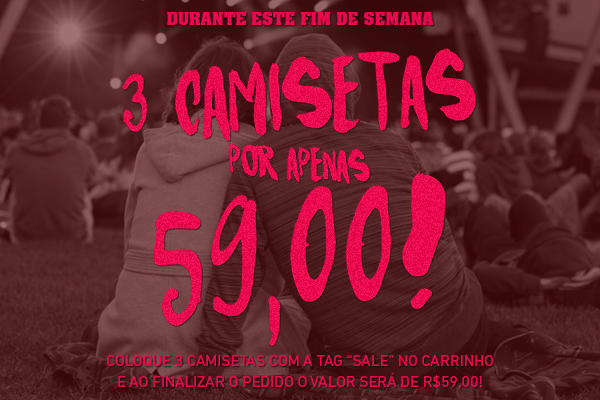 DURANTE ESTE FIM DE SEMANA
3 CAMISETAS
POR APENAS
59,00!
COLOQUE 3 CAMISETAS COM A TAG "SALE" NO CARRINHO
E AO FINALIZAR O PEDIDO O VALOR SERÁ DE R$59,00!